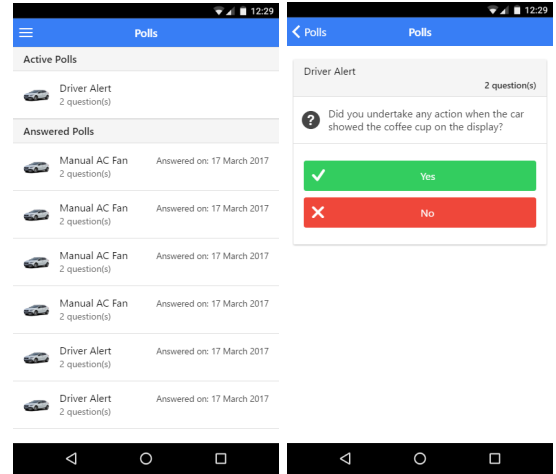 12:29
Polls
Active Polls
Driver Alert
2 question(s)
Answered Polls
Manual AC Fan Answered on: 17 March 2017
2 question(s)
Manual AC Fan Answered on: 17 March 2017
2 question(s)
Manual AC Fan Answered on: 17 March 2017
2 question(s)
Manual AC Fan Answered on: 17 March 2017
2 question(s)
Driver Alert Answered on: 17 March 2017
2 question(s)
Driver Alert Answered on: 17 March 2017
2 question(s)
12:29
Polls Polls
Driver Alert
2 question(s)
? Did you undertake any action when the car
showed the coffee cup on the display?
Yes
No